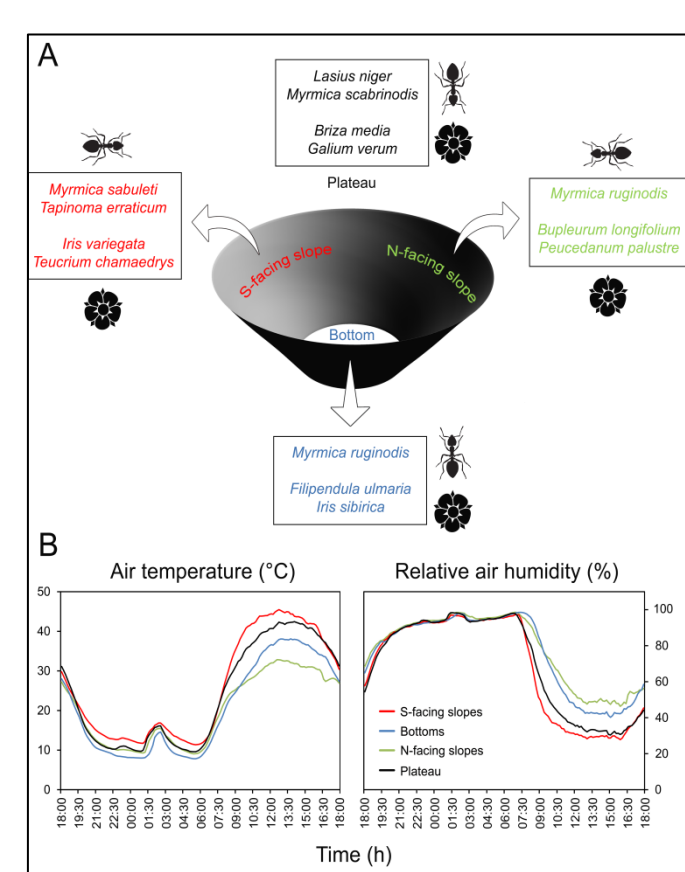 A
Lasius niger
Myrmica scabrinodis
Briza media
Galium verum
Plateau
Myrmica sabuleti
Tapinoma erraticum
Iris variegata
Teucrium chamaedrys
Myrmica ruginodis
Bupleurum longifolium
Peucedanum palustre
S-facing slope
N-facing slope
Bottom
Myrmica ruginodis
Filipendula ulmaria
Iris sibirica
B
Air temperature (°C)
50
40
30
20
10
0
18:00
19:30
21:00
22:30
00:00
01:30
03:00
04:30
06:00
07:30
09:00
10:30
12:00
13:30
15:00
16:30
18:00
Relative air humidity (%)
100
80
60
40
20
0
S-facing slopes
Bottoms
N-facing slopes
Plateau
18:00
19:30
21:00
22:30
00:00
01:30
03:00
04:30
06:00
07:30
09:00
10:30
12:00
13:30
15:00
16:30
18:00
Time (h)